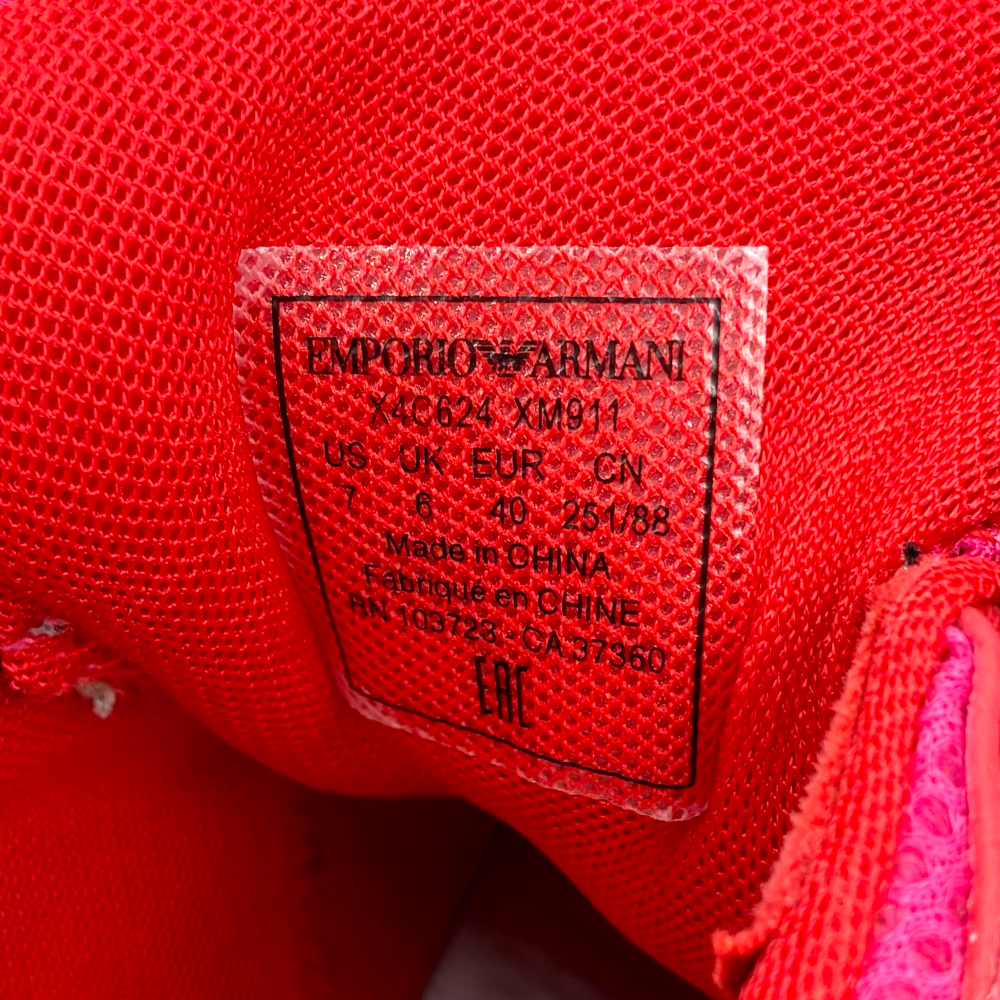 EMPORIO ARMANI
X4C624 XM911
US UK EUR CN
7 6 40 251/88
Made in CHINA
Fabriqué en CHINE
RN 103723 - CA 37360
EAC